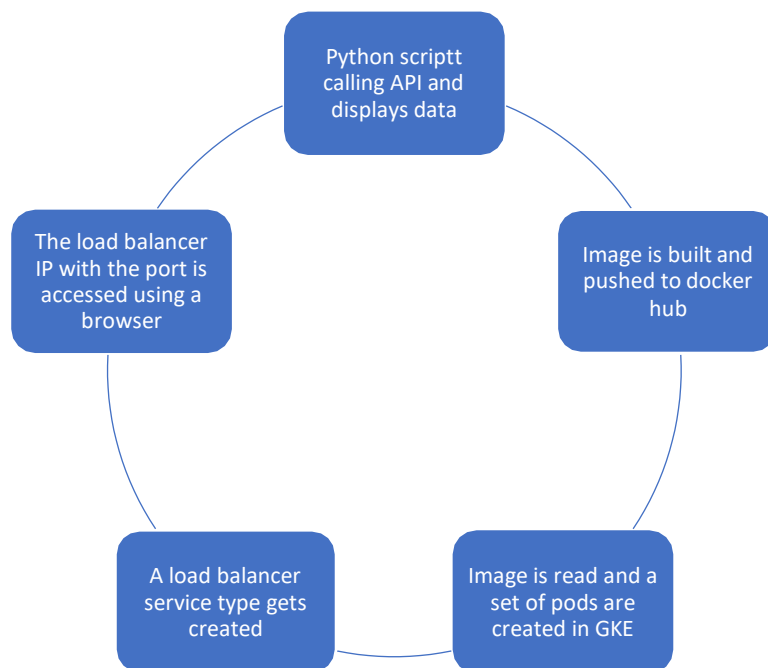 Python scriptt
calling API and
displays data
Image is built and
pushed to docker
hub
Image is read and a
set of pods are
created in GKE
A load balancer
service type gets
created
The load balancer
IP with the port is
accessed using a
browser